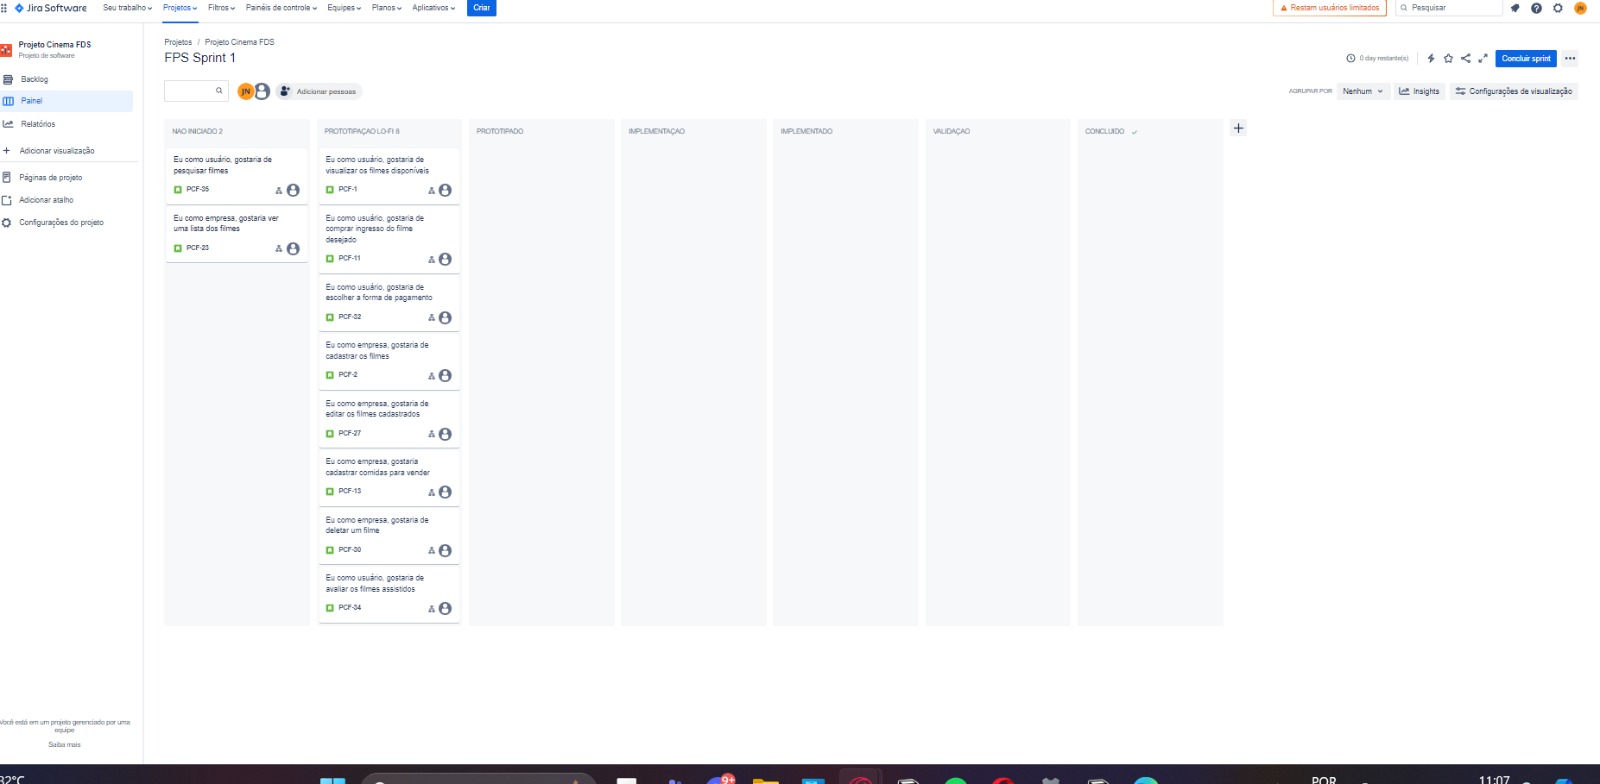 Jira Software
Seu trabalho
Projetos
Filtros
Painéis de controle
Equipes
Planos
Aplicativos
Criar
Restam usuários limitados
Pesquisar
JN
Projeto Cinema FDS
Projeto de software
Backlog
Painel
Relatórios
Adicionar visualização
Páginas de projeto
Adicionar atalho
Configurações do projeto
Você está em um projeto gerenciado por uma
equipe
Saiba mais
Projetos / Projeto Cinema FDS
FPS Sprint 1
0 day restante(s)
Concluir sprint
JN
Adicionar pessoas
AGRUPAR POR
Nenhum
Insights
Configurações de visualização
NAO INICIADO 2
Eu como usuário, gostaria de
pesquisar filmes
PCF-35
Eu como empresa, gostaria ver
uma lista dos filmes
PCF-23
PROTOTIPAÇAO LO-FI 8
Eu como usuário, gostaria de
visualizar os filmes disponíveis
PCF-1
Eu como usuário, gostaria de
comprar ingresso do filme
desejado
PCF-11
Eu como usuário, gostaria de
escolher a forma de pagamento
PCF-32
Eu como empresa, gostaria de
cadastrar os filmes
PCF-2
Eu como empresa, gostaria de
editar os filmes cadastrados
PCF-27
Eu como empresa, gostaria
cadastrar comidas para vender
PCF-13
Eu como empresa, gostaria de
deletar um filme
PCF-30
Eu como usuário, gostaria de
avaliar os filmes assistidos
PCF-34
PROTOTIPADO
IMPLEMENTAÇAO
IMPLEMENTADO
VALIDAÇAO
CONCLUIDO
32°C
9+
POR
11:07